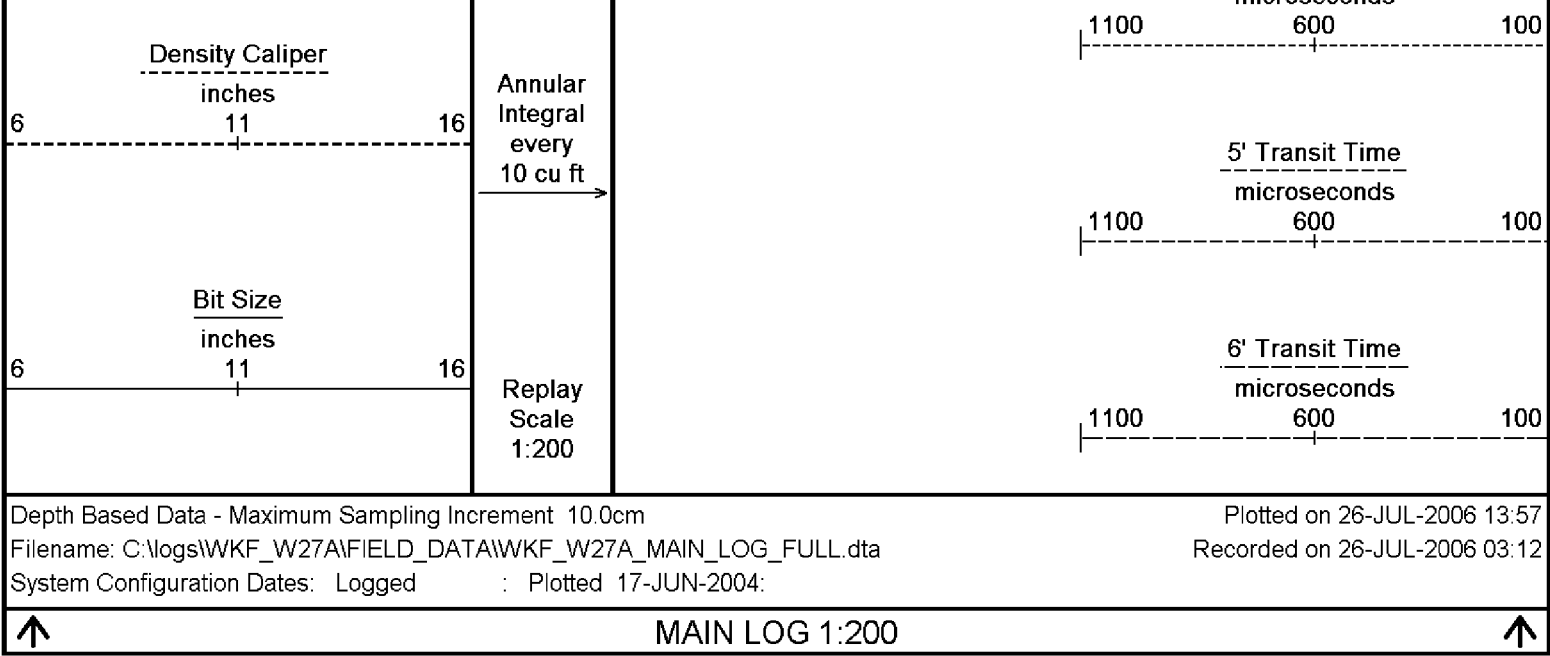 microseconds
1100 600 100
Density Caliper
inches
6 11 16
Annular
Integral
every
10 cu ft
5' Transit Time
microseconds
1100 600 100
Bit Size
inches
6 11 16
Replay
Scale
1:200
6' Transit Time
microseconds
1100 600 100
Depth Based Data - Maximum Sampling Increment 10.0cm
Plotted on 26-JUL-2006 13:57
Filename: C:\logs\WKF_W27A\FIELD_DATA\WKF_W27A_MAIN_LOG_FULL.dta
Recorded on 26-JUL-2006 03:12
System Configuration Dates: Logged : Plotted 17-JUN-2004:
MAIN LOG 1:200